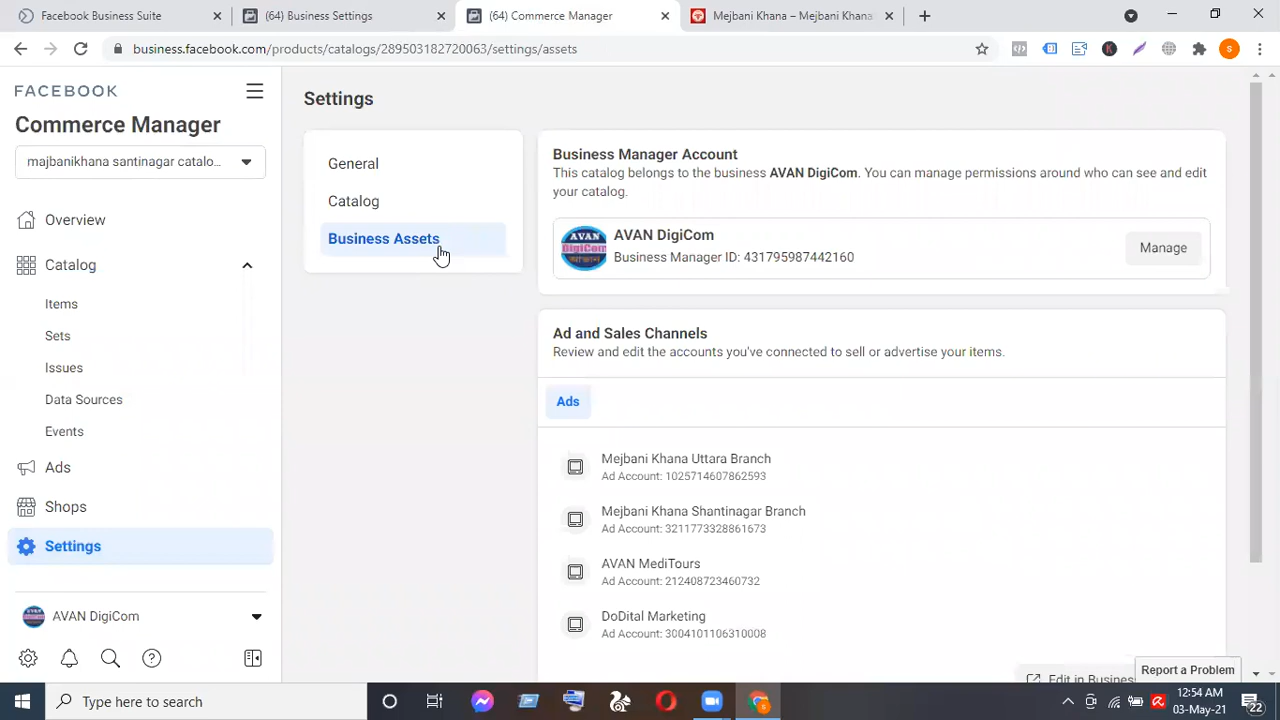 Facebook Business Suite
(64) Business Settings
(64) Commerce Manager
Mejbani Khana – Mejbani Khana
business.facebook.com/products/catalogs/289503182720063/settings/assets
S
FACEBOOK
Commerce Manager
majbanikhana santinagar catalo...
Overview
Catalog
Items
Sets
Issues
Data Sources
Events
Ads
Shops
Settings
AVAN DigiCom
Settings
General
Catalog
Business Assets
Business Manager Account
This catalog belongs to the business AVAN DigiCom. You can manage permissions around who can see and edit
your catalog.
AVAN
DigiCom
AVAN DigiCom
Business Manager ID: 431795987442160
Manage
Ad and Sales Channels
Review and edit the accounts you've connected to sell or advertise your items.
Ads
Mejbani Khana Uttara Branch
Ad Account: 1025714607862593
Mejbani Khana Shantinagar Branch
Ad Account: 3211773328861673
AVAN MediTours
Ad Account: 212408723460732
DoDital Marketing
Ad Account: 3004101106310008
Edit in Business
Report a Problem
Type here to search
12:54 AM
03-May-21
22